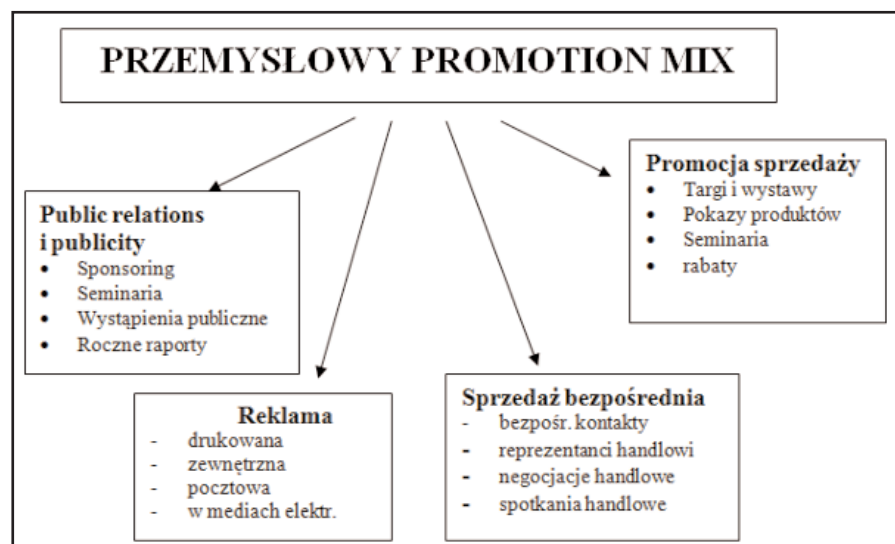 PRZEMYSŁOWY PROMOTION MIX
Public relations
i publicity
• Sponsoring
• Seminaria
• Wystąpienia publiczne
• Roczne raporty
Reklama
- drukowana
- zewnętrzna
- pocztowa
- w mediach elektr.
Sprzedaż bezpośrednia
- bezpośr. kontakty
- reprezentanci handlowi
- negocjacje handlowe
- spotkania handlowe
Promocja sprzedaży
• Targi i wystawy
• Pokazy produktów
• Seminaria
• rabaty